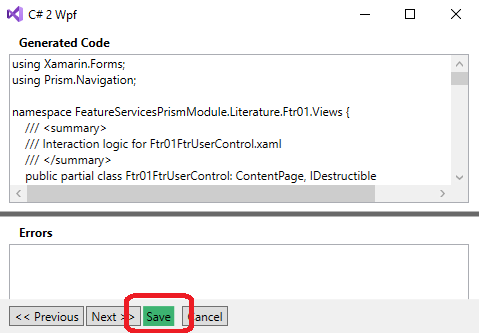 C# 2 Wpf
Generated Code
using Xamarin.Forms;
using Prism.Navigation;
namespace FeatureServicesPrismModule.Literature.Ftr01.Views {
/// <summary>
/// Interaction logic for Ftr01FtrUserControl.xaml
/// </summary>
public partial class Ftr01FtrUserControl: ContentPage, IDestructible
Errors
<< Previous Next >> Save Cancel